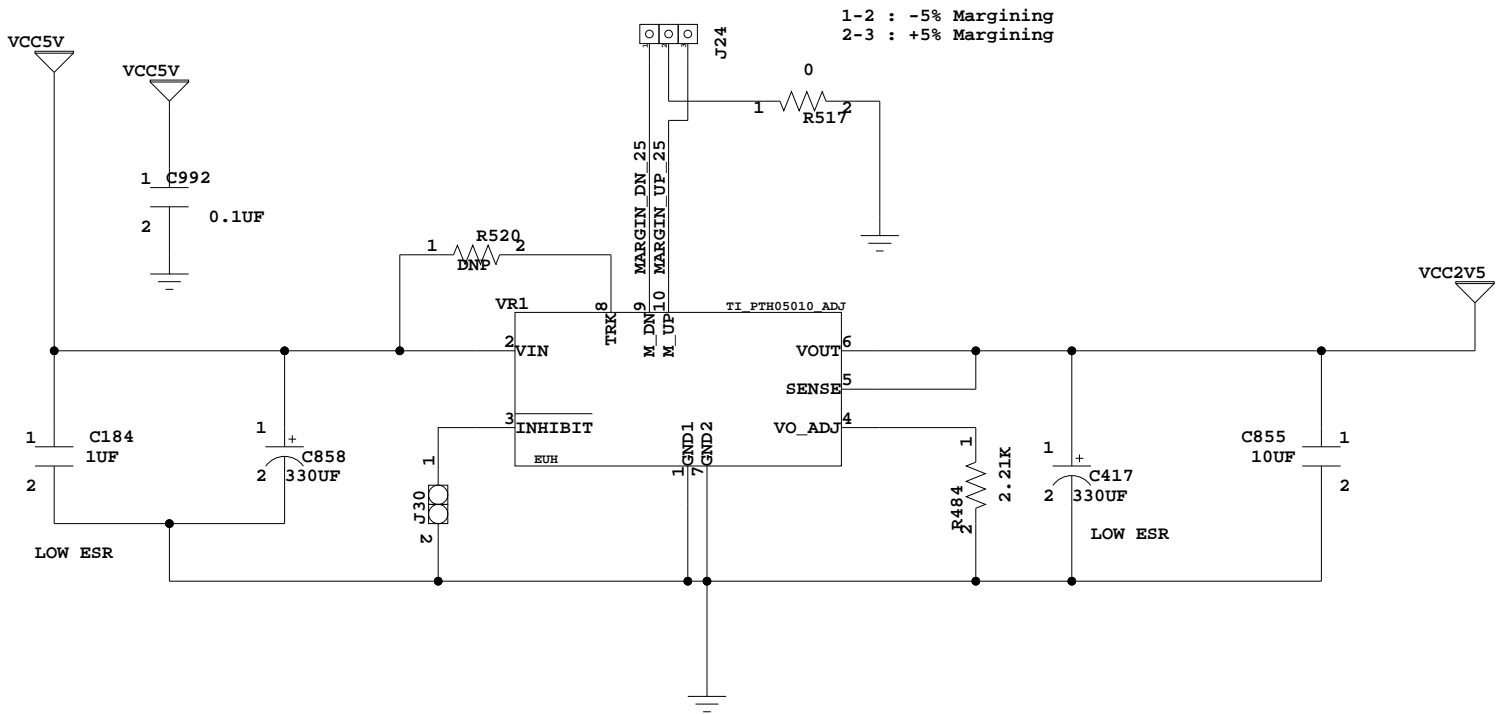 1-2 : -5% Margining
2-3 : +5% Margining
VCC5V
J24
1
2
3
VCC5V
0
1
2
R517
1
C992
2
0.1UF
MARGIN_DN_25
MARGIN_UP_25
R520
1
2
DNP
VCC2V5
VR1
8
9
10
TI_PTH05010_ADJ
TRK
M_DN
M_UP
2
VIN
VOUT
6
SENSE
5
3
INHIBIT
VO_ADJ
4
EUH
GND1
GND2
1
7
1
C184
1UF
2
1
+
C858
2
330UF
LOW ESR
1
J30
2
1
R484
2.21K
2
1
+
C417
2
330UF
LOW ESR
C855
1
10UF
2